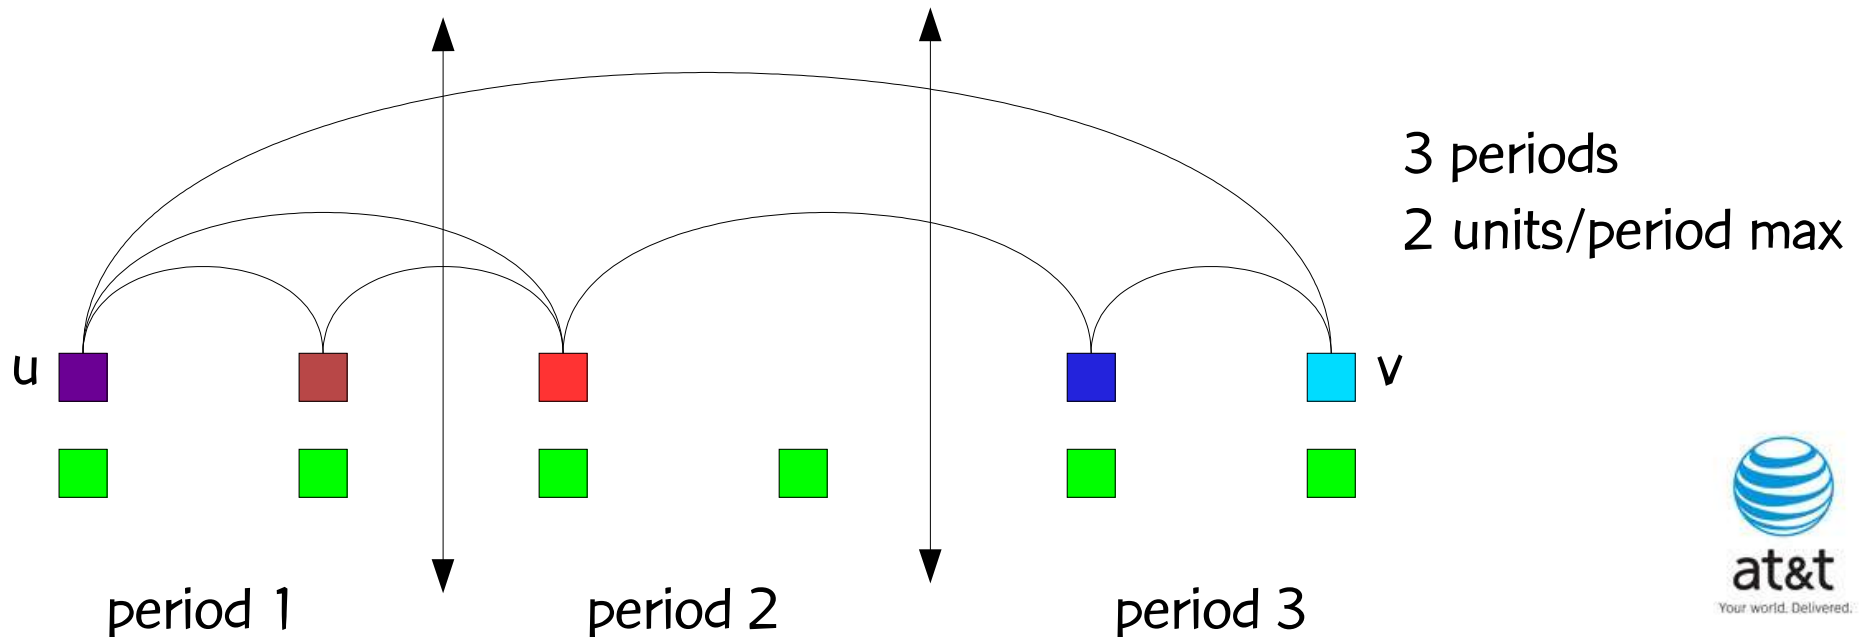 3 periods
2 units/period max
u
v
period 1
period 2
period 3
at&t
Your world. Delivered.